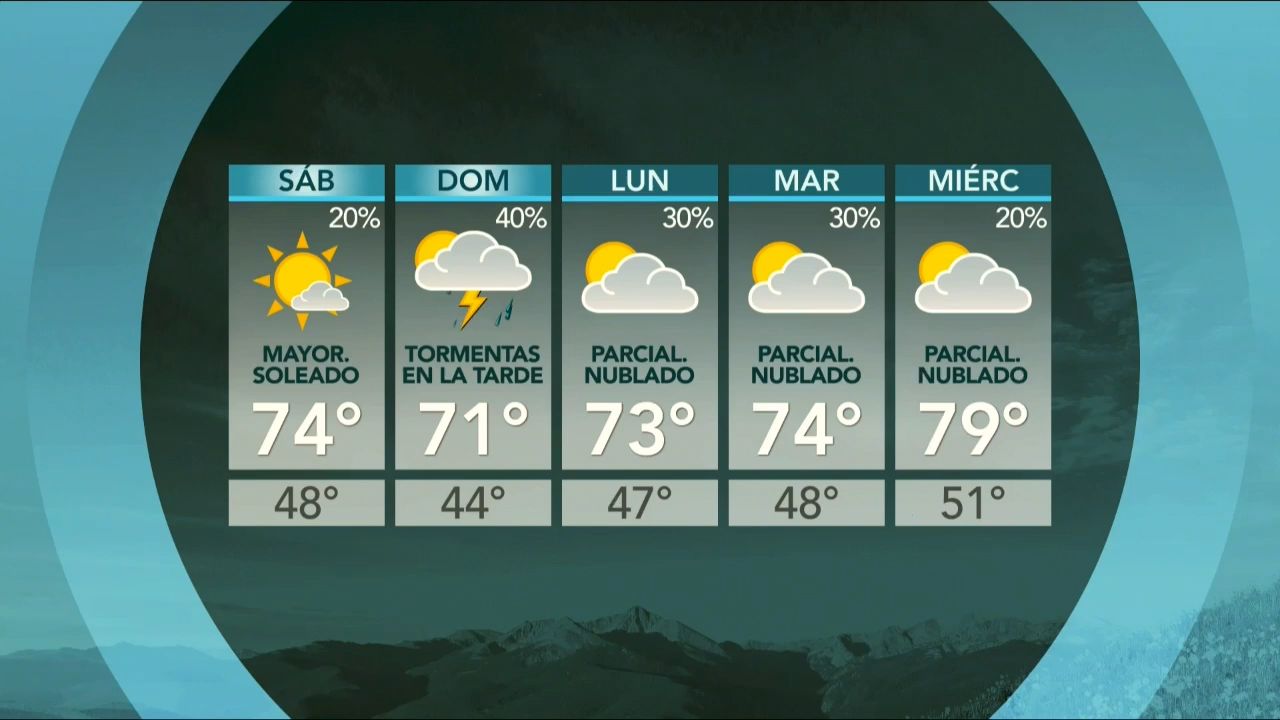 SÁB
20%
MAYOR.
SOLEADO
74°
48°
DOM
40%
TORMENTAS
EN LA TARDE
71°
44°
LUN
30%
PARCIAL.
NUBLADO
73°
47°
MAR
30%
PARCIAL.
NUBLADO
74°
48°
MIÉRC
20%
PARCIAL.
NUBLADO
79°
51°